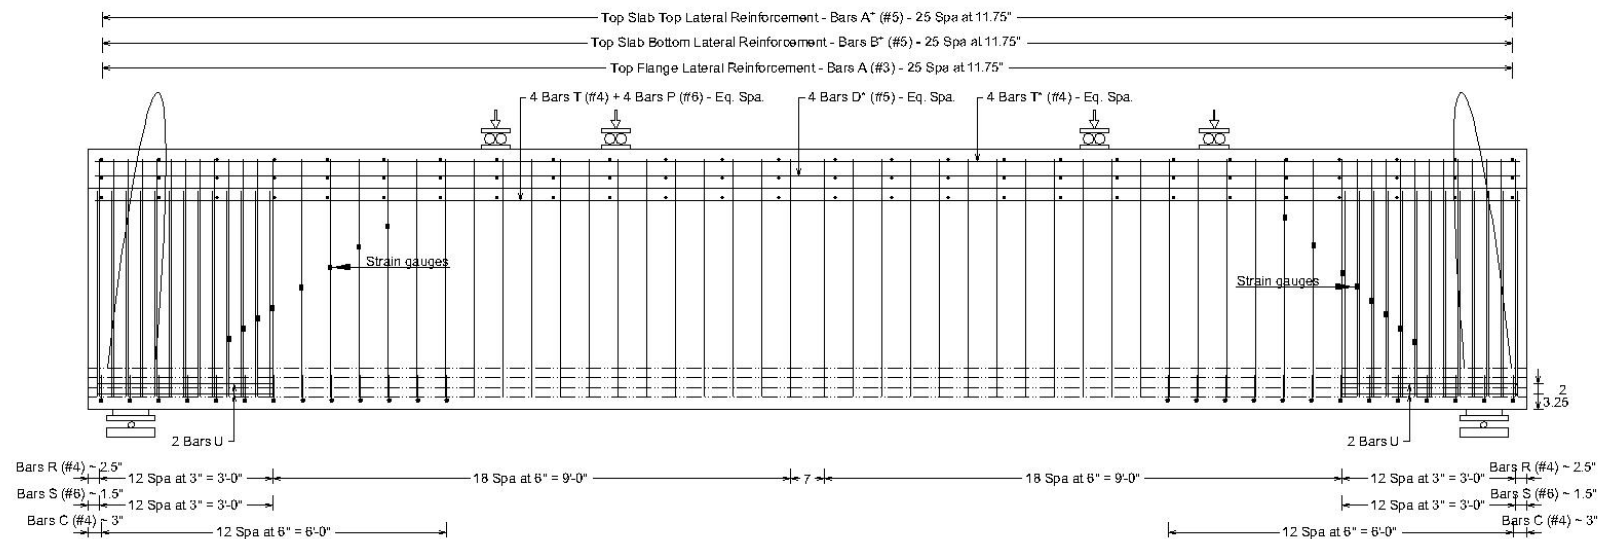 Top Slab Top Lateral Reinforcement - Bars A* (#5) - 25 Spa at 11.75"
Top Slab Bottom Lateral Reinforcement - Bars B* (#5) - 25 Spa at 11.75"
Top Flange Lateral Reinforcement - Bars A (#3) - 25 Spa at 11.75"
4 Bars T (#4) + 4 Bars P (#6) - Eq. Spa.
4 Bars D* (#5) - Eq. Spa.
4 Bars T* (#4) - Eq. Spa.
Strain gauges
Strain gauges
2
3.25
2 Bars U
2 Bars U
Bars R (#4) ~ 2.5"
12 Spa at 3" = 3'-0"
18 Spa at 6" = 9'-0"
7
18 Spa at 6" = 9'-0"
12 Spa at 3" = 3'-0"
Bars R (#4) ~ 2.5"
Bars S (#6) ~ 1.5"
12 Spa at 3" = 3'-0"
12 Spa at 3" = 3'-0"
Bars S (#6) ~ 1.5"
Bars C (#4) ~ 3"
12 Spa at 6" = 6'-0"
12 Spa at 6" = 6'-0"
Bars C (#4) ~ 3"